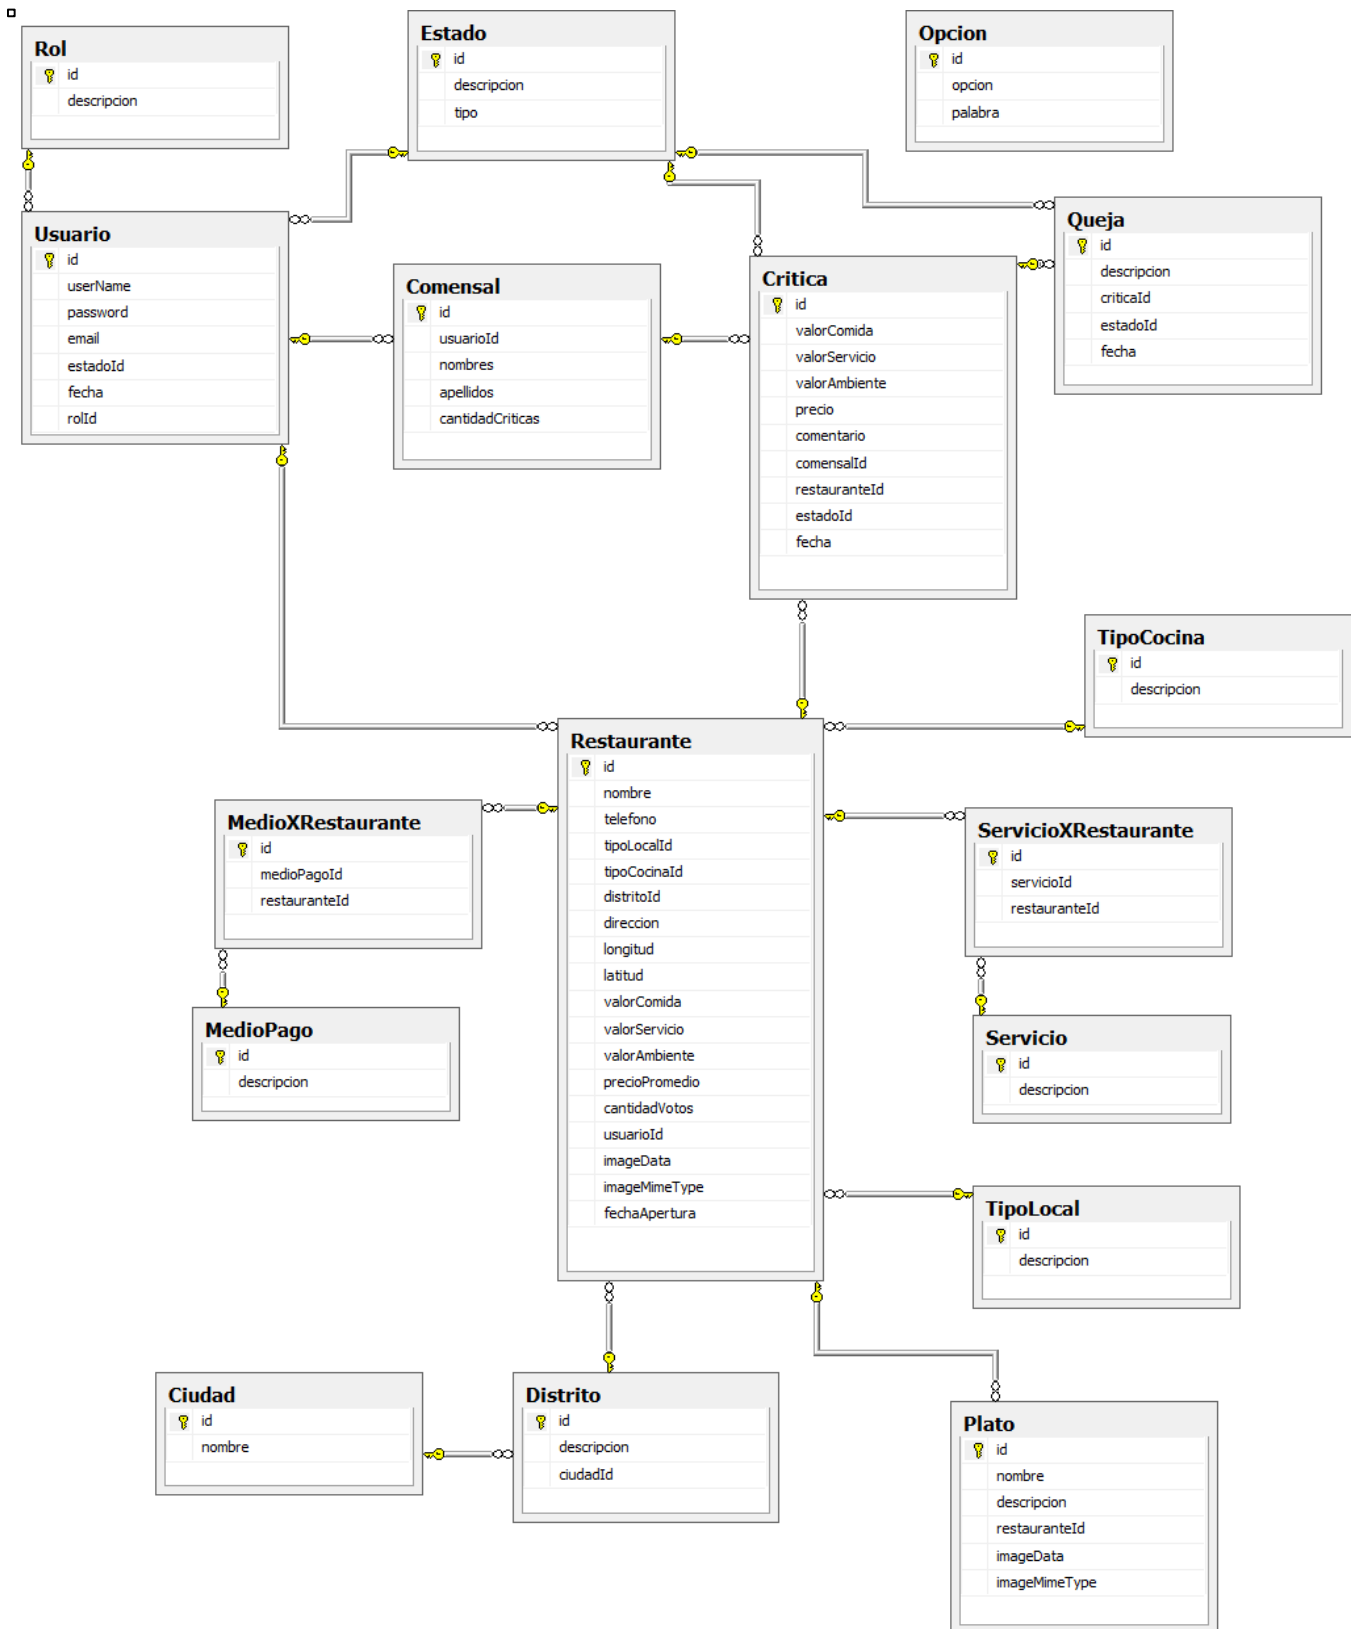 Rol
id
descripcion
Estado
id
descripcion
tipo
Opcion
id
opcion
palabra
Usuario
id
userName
password
email
estadoId
fecha
rolId
Comensal
id
usuarioId
nombres
apellidos
cantidadCriticas
Critica
id
valorComida
valorServicio
valorAmbiente
precio
comentario
comensalId
restauranteId
estadoId
fecha
Queja
id
descripcion
criticaId
estadoId
fecha
TipoCocina
id
descripcion
Restaurante
id
nombre
telefono
tipoLocalId
tipoCocinaId
distritoId
direccion
longitud
latitud
valorComida
valorServicio
valorAmbiente
precioPromedio
cantidadVotos
usuarioId
imageData
imageMimeType
fechaApertura
MedioXRestaurante
id
medioPagoId
restauranteId
ServicioXRestaurante
id
servicioId
restauranteId
MedioPago
id
descripcion
Servicio
id
descripcion
TipoLocal
id
descripcion
Ciudad
id
nombre
Distrito
id
descripcion
ciudadId
Plato
id
nombre
descripcion
restauranteId
imageData
imageMimeType